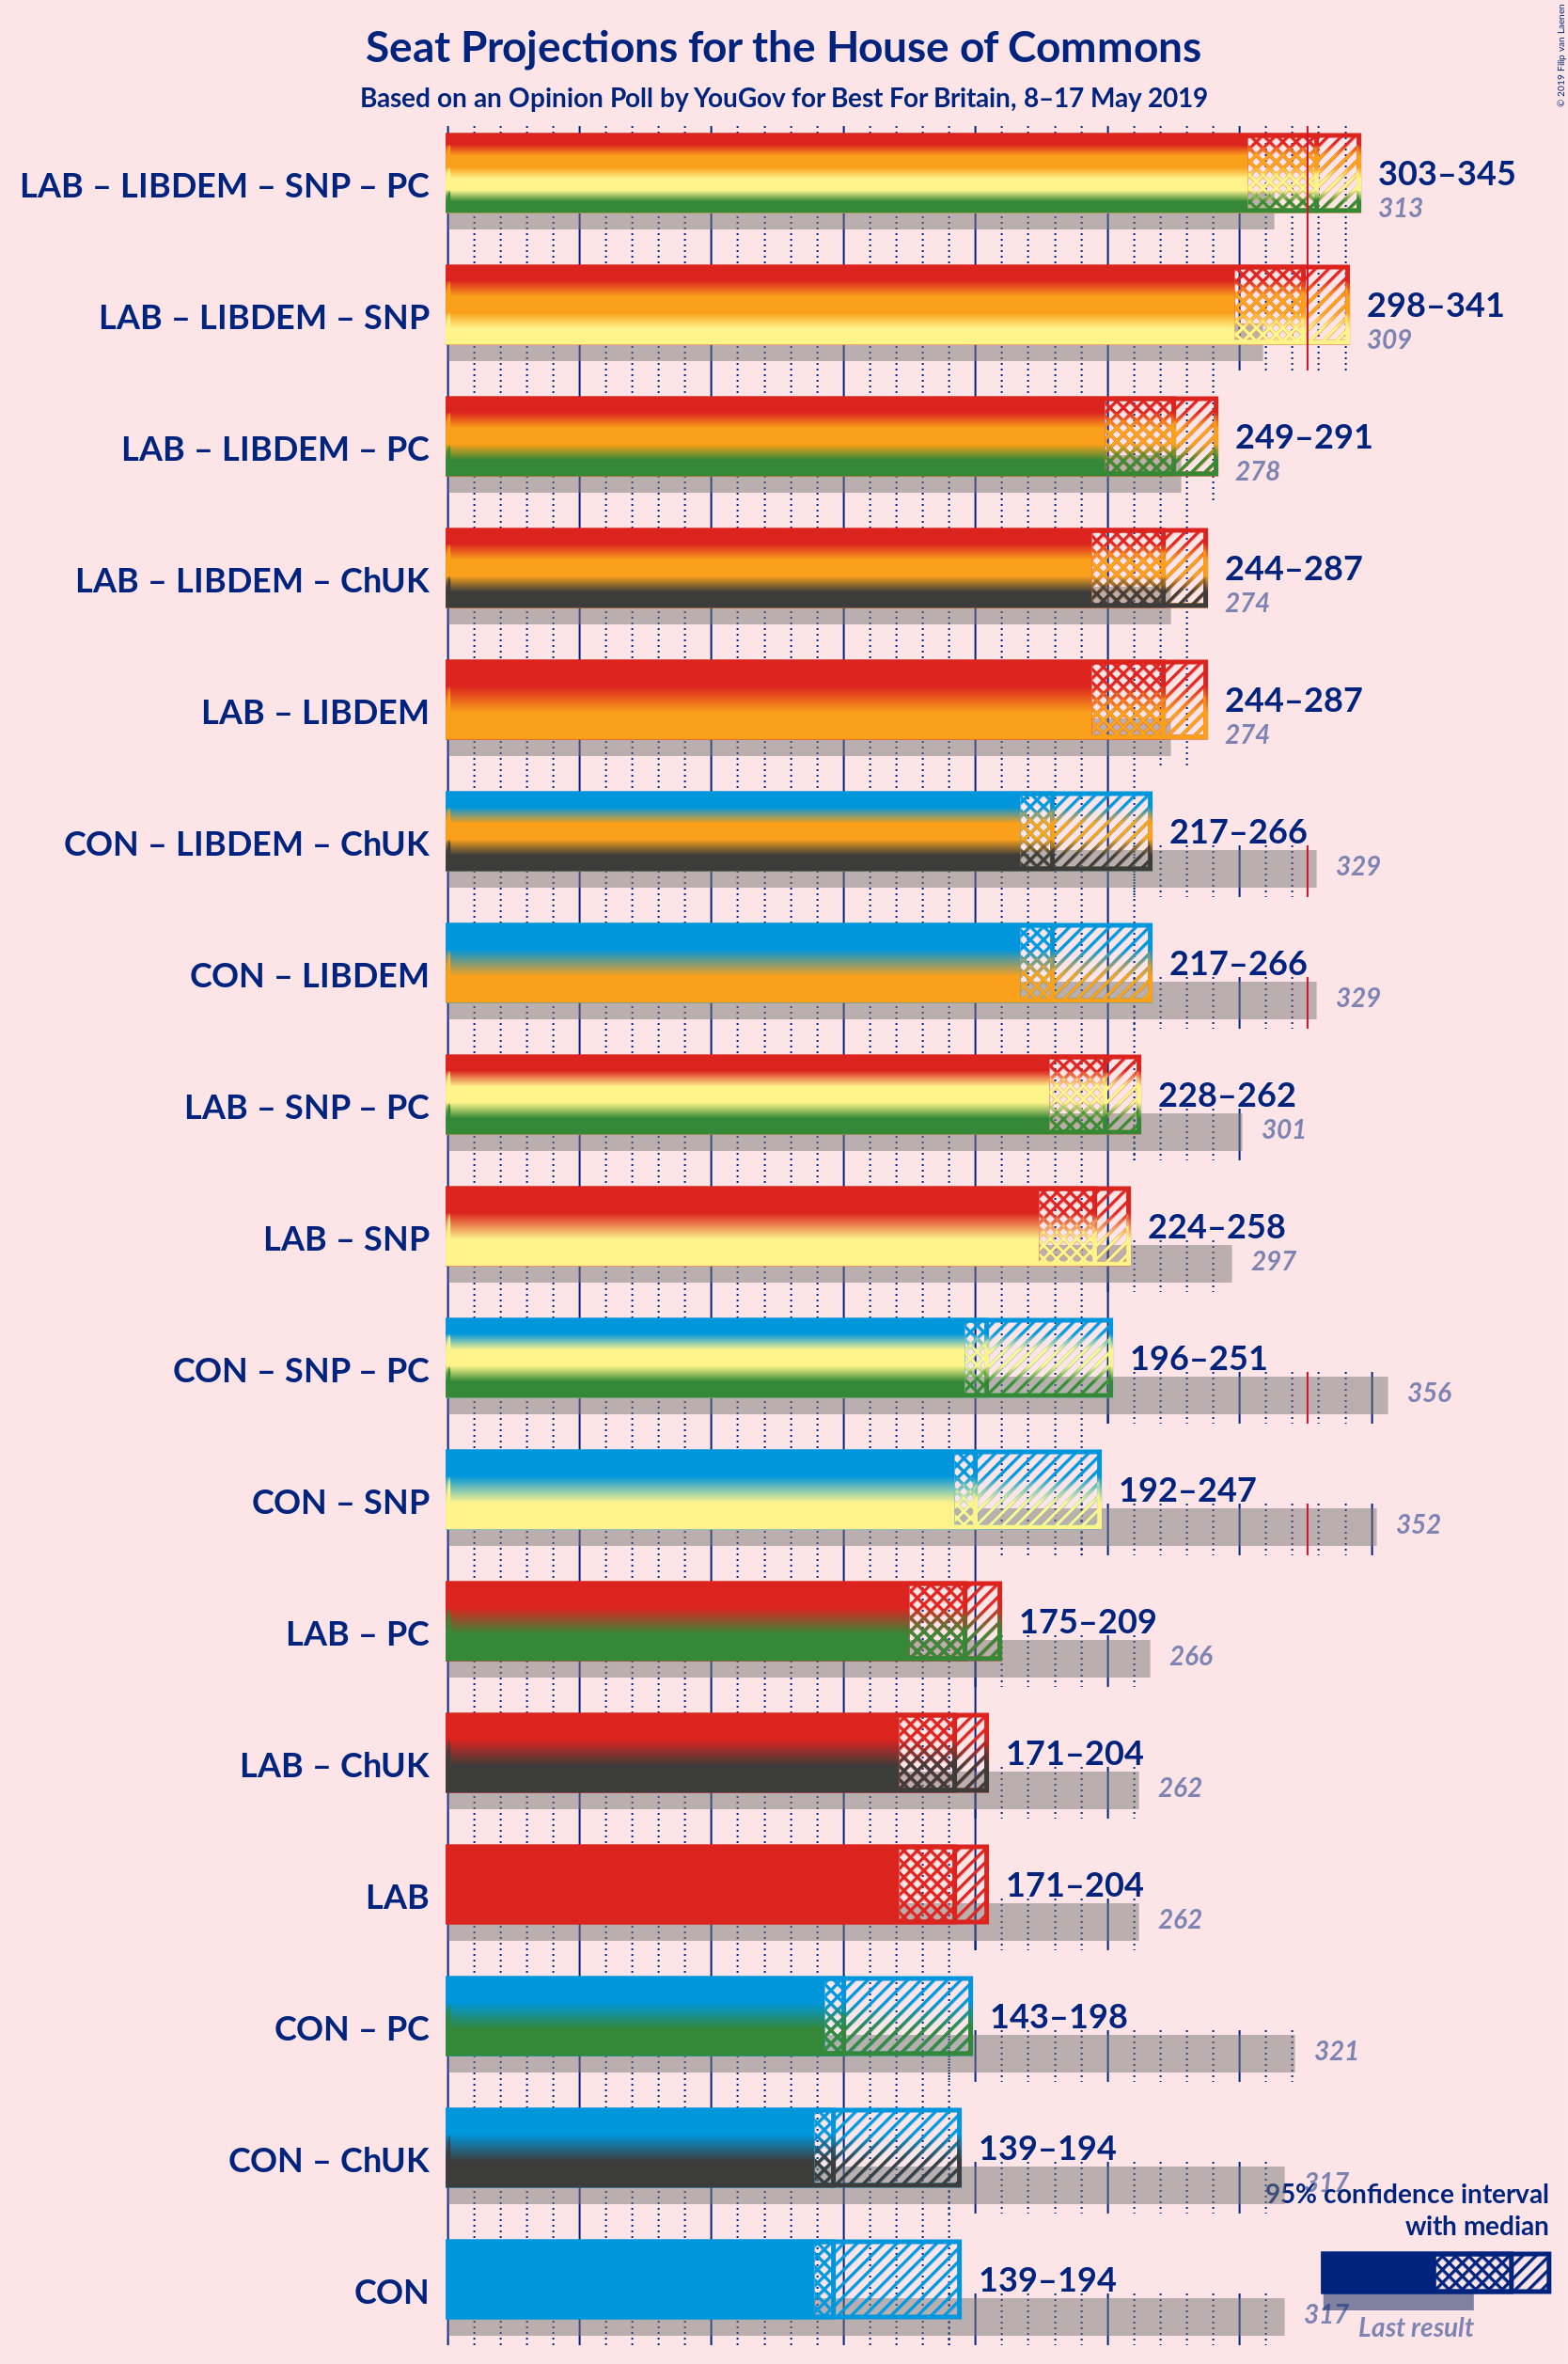 Seat Projections for the House of Commons
Based on an Opinion Poll by YouGov for Best For Britain, 8–17 May 2019
© 2019 Filip van Laenen
LAB – LIBDEM – SNP – PC
303–345
313
LAB – LIBDEM – SNP
298–341
309
LAB – LIBDEM – PC
249–291
278
LAB – LIBDEM – ChUK
244–287
274
LAB – LIBDEM
244–287
274
CON – LIBDEM – ChUK
217–266
329
CON – LIBDEM
217–266
329
LAB – SNP – PC
228–262
301
LAB – SNP
224–258
297
CON – SNP – PC
196–251
356
CON – SNP
192–247
352
LAB – PC
175–209
266
LAB – ChUK
171–204
262
LAB
171–204
262
CON – PC
143–198
321
CON – ChUK
139–194
317
CON
139–194
317
95% confidence interval
with median
Last result